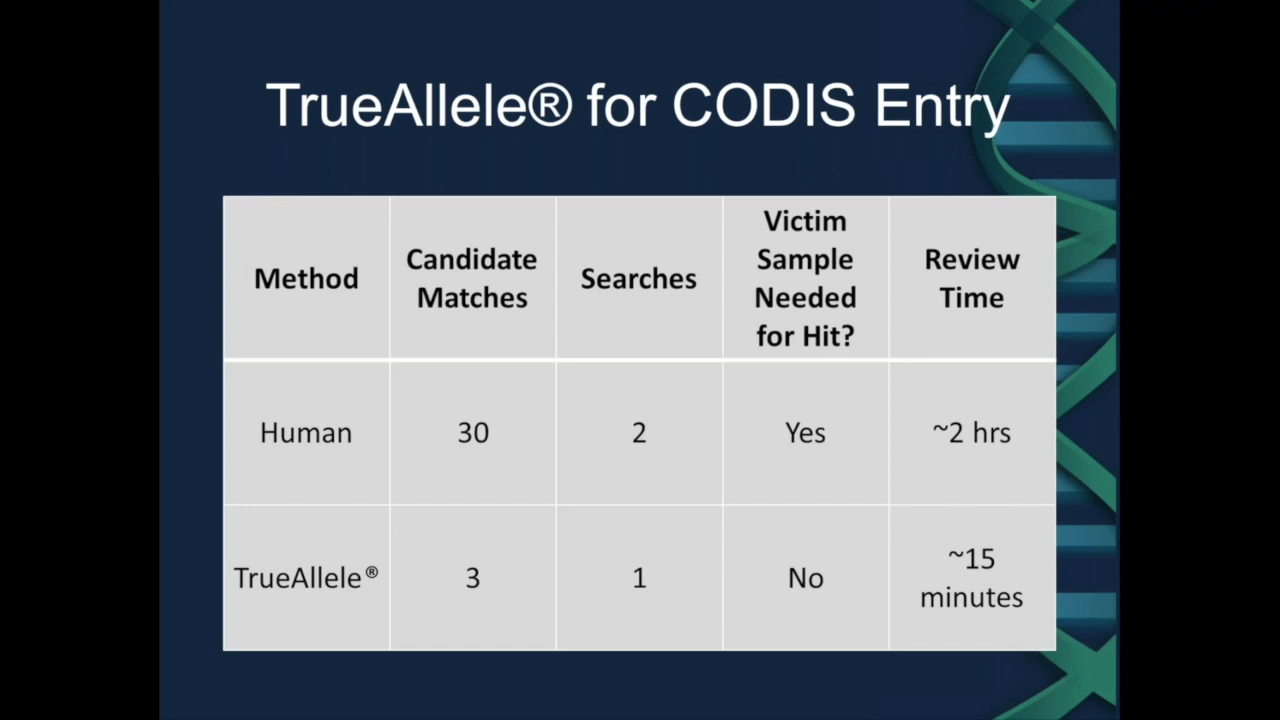 TrueAllele® for CODIS Entry
Method
Candidate
Matches
Searches
Victim
Sample
Needed
for Hit?
Review
Time
Human
30
2
Yes
~2 hrs
TrueAllele®
3
1
No
~15
minutes